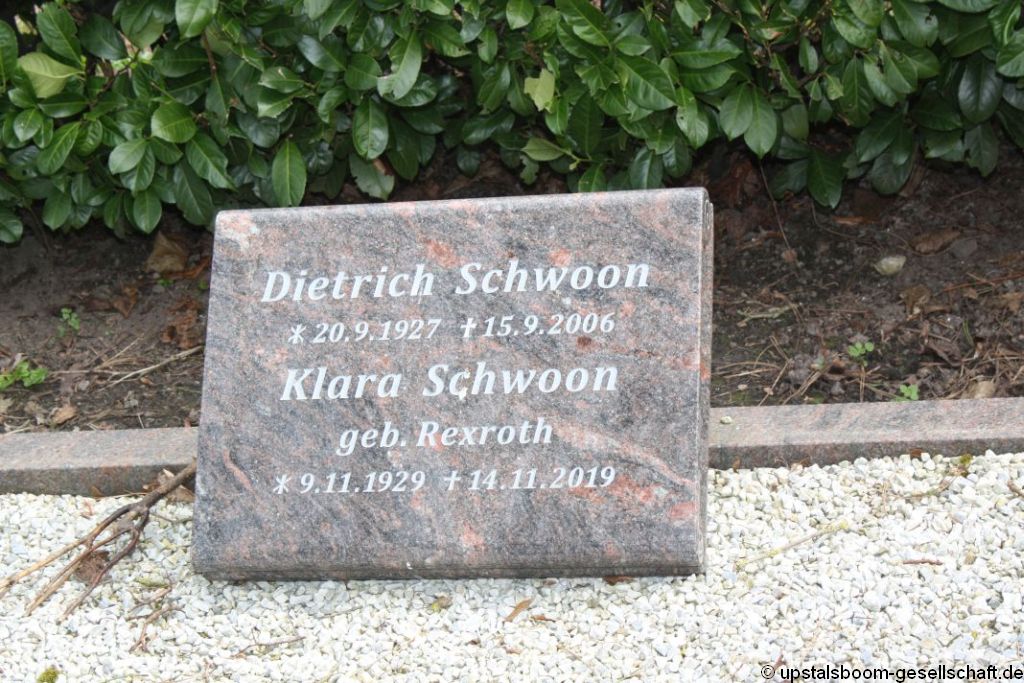 Dietrich Schwoon
* 20.9.1927 † 15.9.2006
Klara Schwoon
geb. Rexroth
* 9.11.1929 † 14.11.2019
© upstalsboom-gesellschaft.de